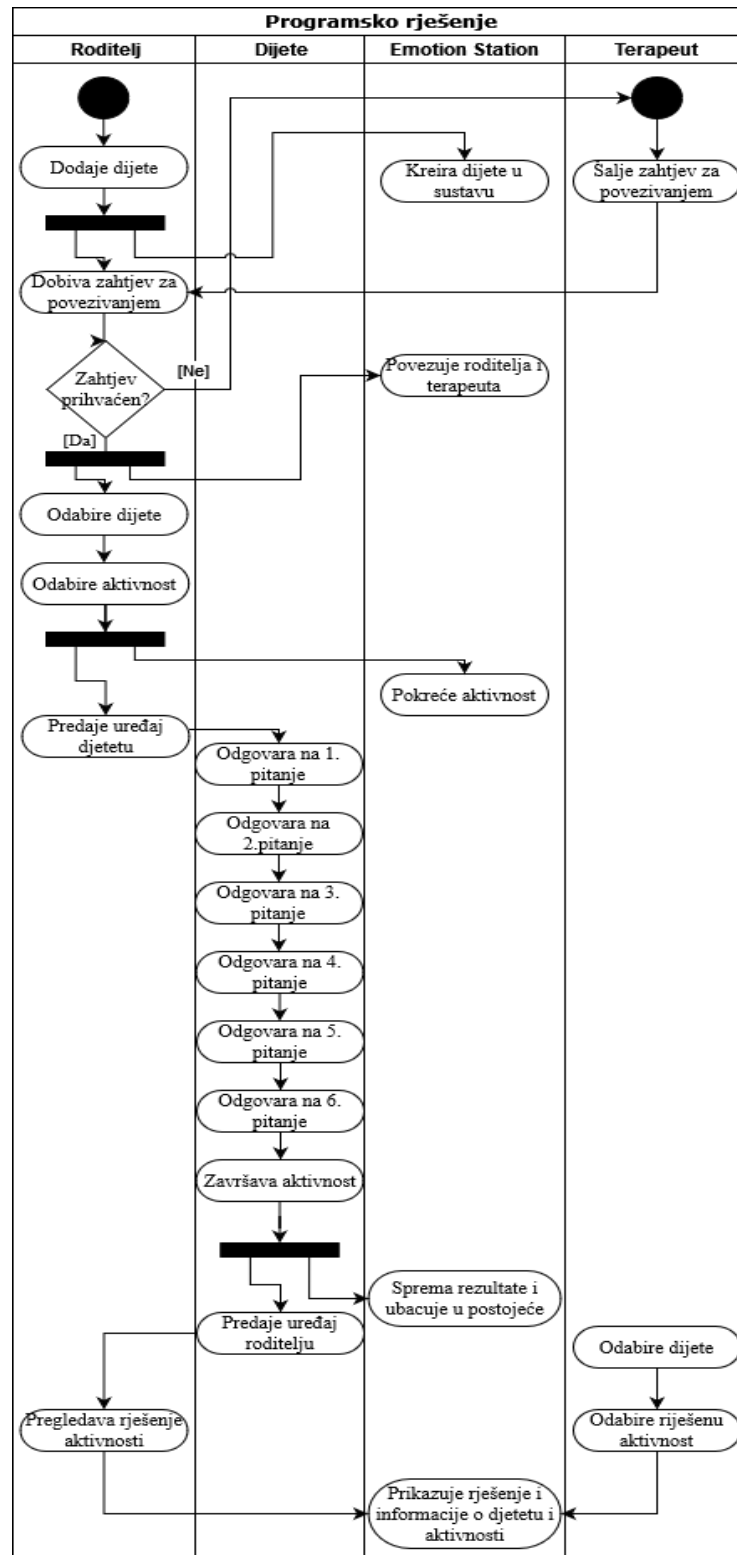 Programsko rješenje
Roditelj
Dijete
Emotion Station
Terapeut
Dodaje dijete
Kreira dijete u
sustavu
Šalje zahtjev za
povezivanjem
Dobiva zahtjev za
povezivanjem
Zahtjev
prihvaćen?
[Ne]
[Da]
Povezuje roditelja i
terapeuta
Odabire dijete
Odabire aktivnost
Pokreće aktivnost
Predaje uređaj
djetetu
Odgovara na 1.
pitanje
Odgovara na
2.pitanje
Odgovara na 3.
pitanje
Odgovara na 4.
pitanje
Odgovara na 5.
pitanje
Odgovara na 6.
pitanje
Završava aktivnost
Sprema rezultate i
ubacuje u postojeće
Predaje uređaj
roditelju
Odabire dijete
Pregledava rješenje
aktivnosti
Odabire riješenu
aktivnost
Prikazuje rješenje i
informacije o djetetu i
aktivnosti